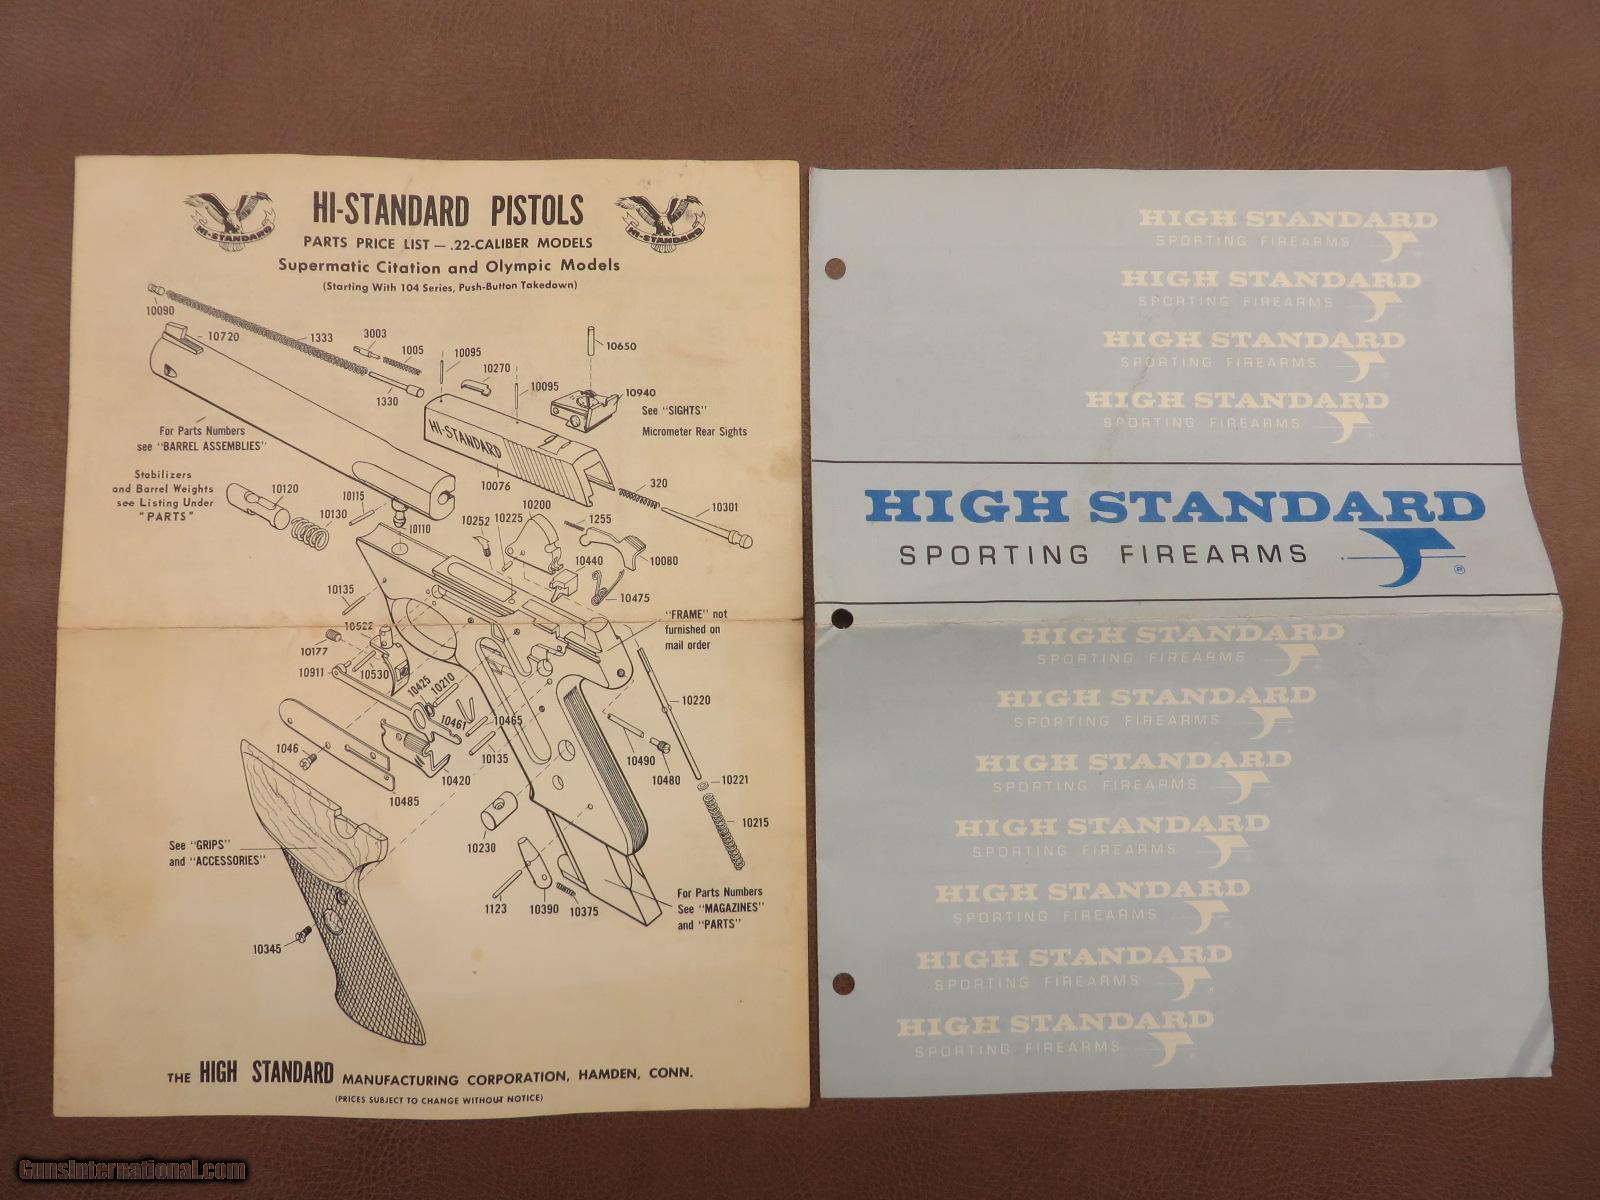 HI-STANDARD
HI-STANDARD PISTOLS
HI-STANDARD
PARTS PRICE LIST — .22-CALIBER MODELS
Supermatic Citation and Olympic Models
(Starting With 104 Series, Push-Button Takedown)
10090
10720
1333
3003
1005
1330
10095
10270
10095
10650
10940
See "SIGHTS"
Micrometer Rear Sights
For Parts Numbers
see "BARREL ASSEMBLIES"
HI-STANDARD
10076
Stabilizers
and Barrel Weights
see Listing Under
"PARTS"
10120
10130
10115
10110
320
10301
10252
10225
10200
1255
10440
10080
10475
10135
"FRAME" not
furnished on
mail order
10522
10177
10911
10530
10425
10210
10461
10465
10220
1046
10420
10135
10490
10480
10221
10485
10215
10230
See "GRIPS"
and "ACCESSORIES"
For Parts Numbers
See "MAGAZINES"
and "PARTS"
1123
10390
10375
10345
THE HIGH STANDARD MANUFACTURING CORPORATION, HAMDEN, CONN.
(PRICES SUBJECT TO CHANGE WITHOUT NOTICE)
HIGH STANDARD
SPORTING FIREARMS
HIGH STANDARD
SPORTING FIREARMS
HIGH STANDARD
SPORTING FIREARMS
HIGH STANDARD
SPORTING FIREARMS
HIGH STANDARD
SPORTING FIREARMS ®
HIGH STANDARD
SPORTING FIREARMS
HIGH STANDARD
SPORTING FIREARMS
HIGH STANDARD
SPORTING FIREARMS
HIGH STANDARD
SPORTING FIREARMS
HIGH STANDARD
SPORTING FIREARMS
HIGH STANDARD
SPORTING FIREARMS
HIGH STANDARD
SPORTING FIREARMS
GunsInternational.com